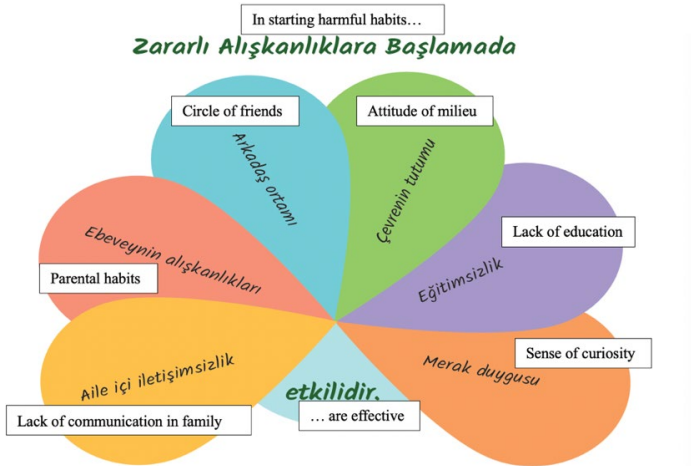 In starting harmful habits…
Zararlı Alışkanlıklara Başlamada
Circle of friends
Arkadaş ortamı
Attitude of milieu
Çevrenin tutumu
Parental habits
Ebeveynin alışkanlıkları
Lack of education
Eğitimsizlik
Lack of communication in family
Aile içi iletişimsizlik
Sense of curiosity
Merak duygusu
etkilidir.
… are effective